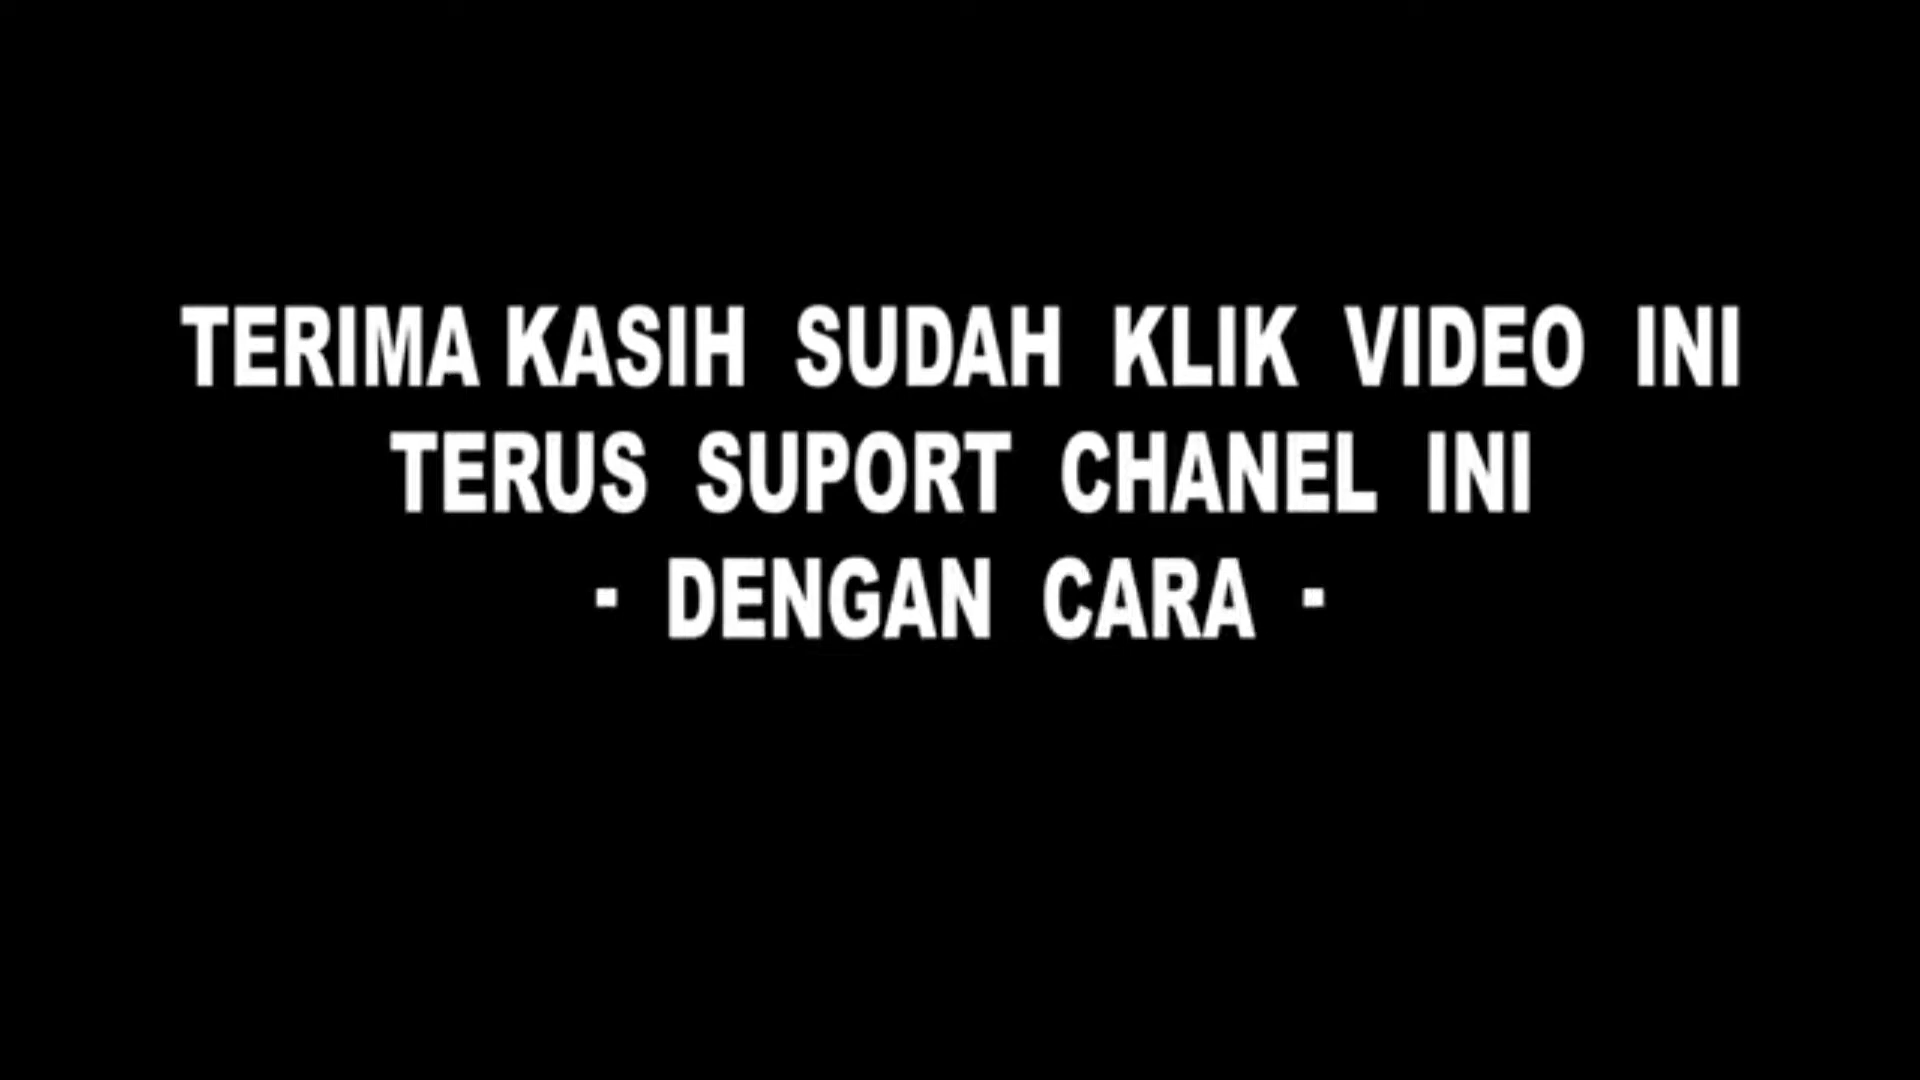 TERIMA KASIH SUDAH KLIK VIDEO INI
TERUS SUPORT CHANEL INI
- DENGAN CARA -